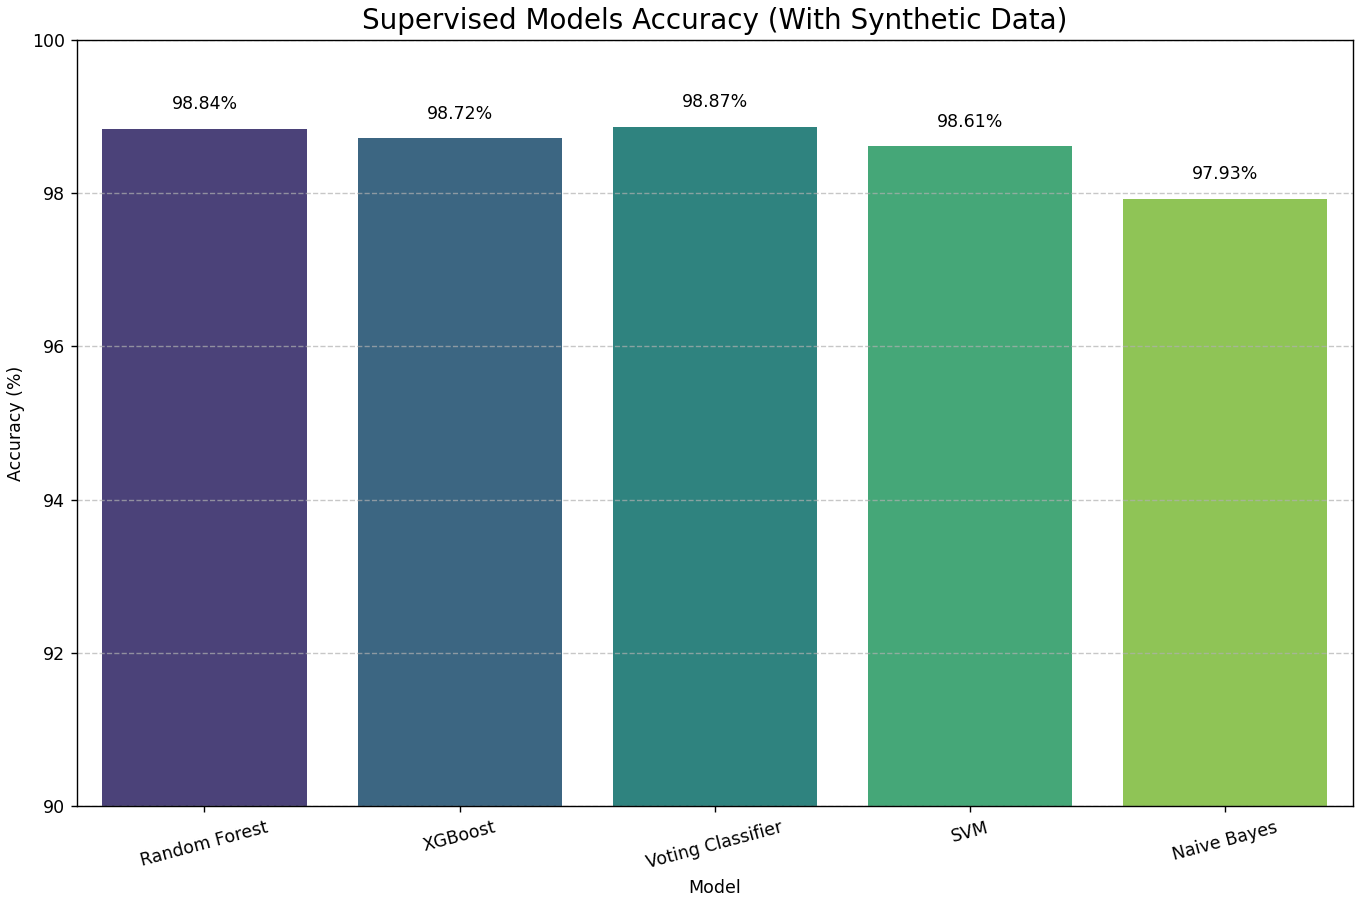 Supervised Models Accuracy (With Synthetic Data)
100
98
96
94
92
90
Accuracy (%)
98.84%
98.72%
98.87%
98.61%
97.93%
Random Forest
XGBoost
Voting Classifier
SVM
Naive Bayes
Model